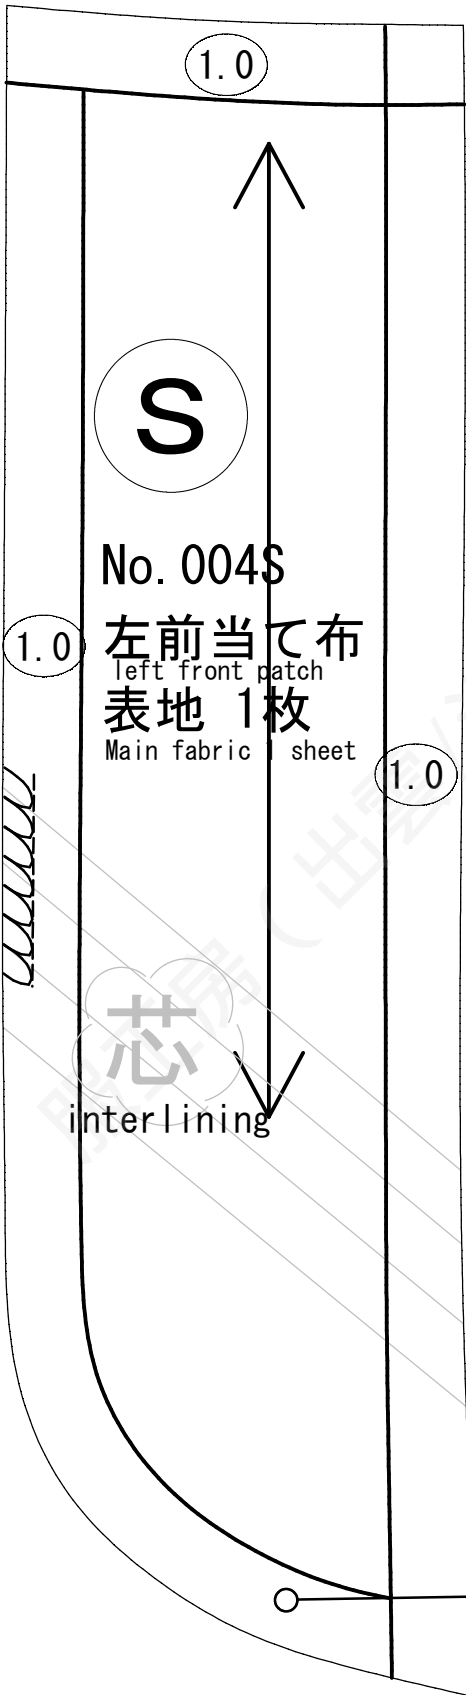 1.0
S
No.004S
左前当て布
left front patch
1.0
表地 1枚
Main fabric 1 sheet
1.0
芯
interlining